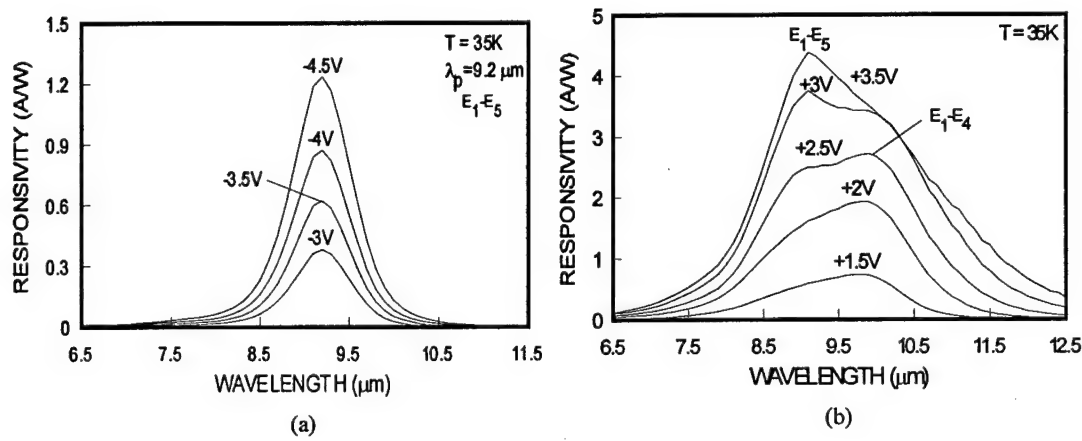 RESPONSIVITY (A/W)
1.5
1.2
0.9
0.6
0.3
0
T = 35K
λp=9.2 μm
E1-E5
-4.5V
-4V
-3.5V
-3V
6.5
7.5
8.5
9.5
10.5
11.5
WAVELENGTH (μm)
(a)
RESPONSIVITY (A/W)
5
4
3
2
1
0
T = 35K
E1-E5
+3.5V
+3V
E1-E4
+2.5V
+2V
+1.5V
6.5
7.5
8.5
9.5
10.5
11.5
12.5
WAVELENGTH (μm)
(b)